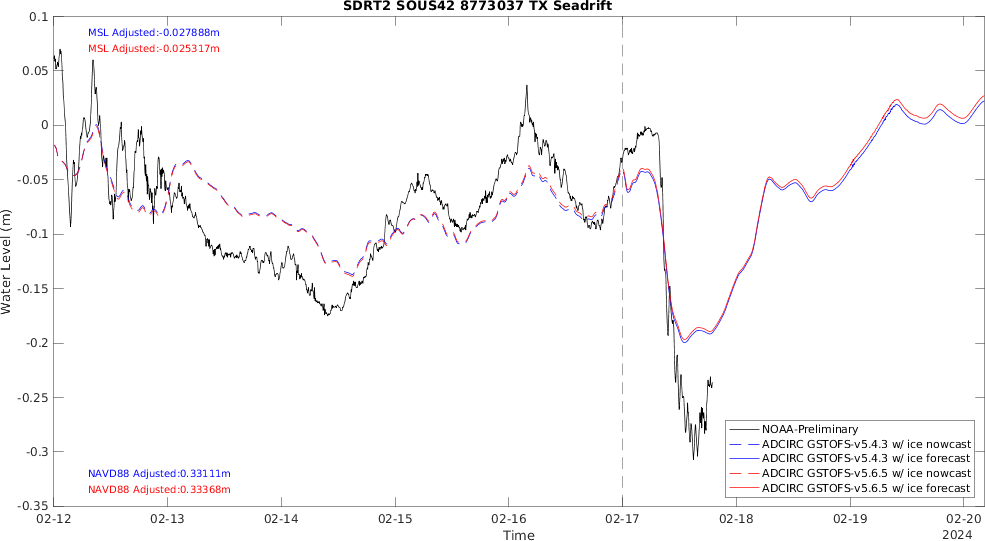 SDRT2 SOUS42 8773037 TX Seadrift
MSL Adjusted:-0.027888m
MSL Adjusted:-0.025317m
0.1
0.05
0
-0.05
-0.1
-0.15
-0.2
-0.25
-0.3
-0.35
Water Level (m)
NAVD88 Adjusted:0.33111m
NAVD88 Adjusted:0.33368m
NOAA-Preliminary
ADCIRC GSTOFS-v5.4.3 w/ ice nowcast
ADCIRC GSTOFS-v5.4.3 w/ ice forecast
ADCIRC GSTOFS-v5.6.5 w/ ice nowcast
ADCIRC GSTOFS-v5.6.5 w/ ice forecast
02-12 02-13 02-14 02-15 02-16 02-17 02-18 02-19 02-20
2024
Time